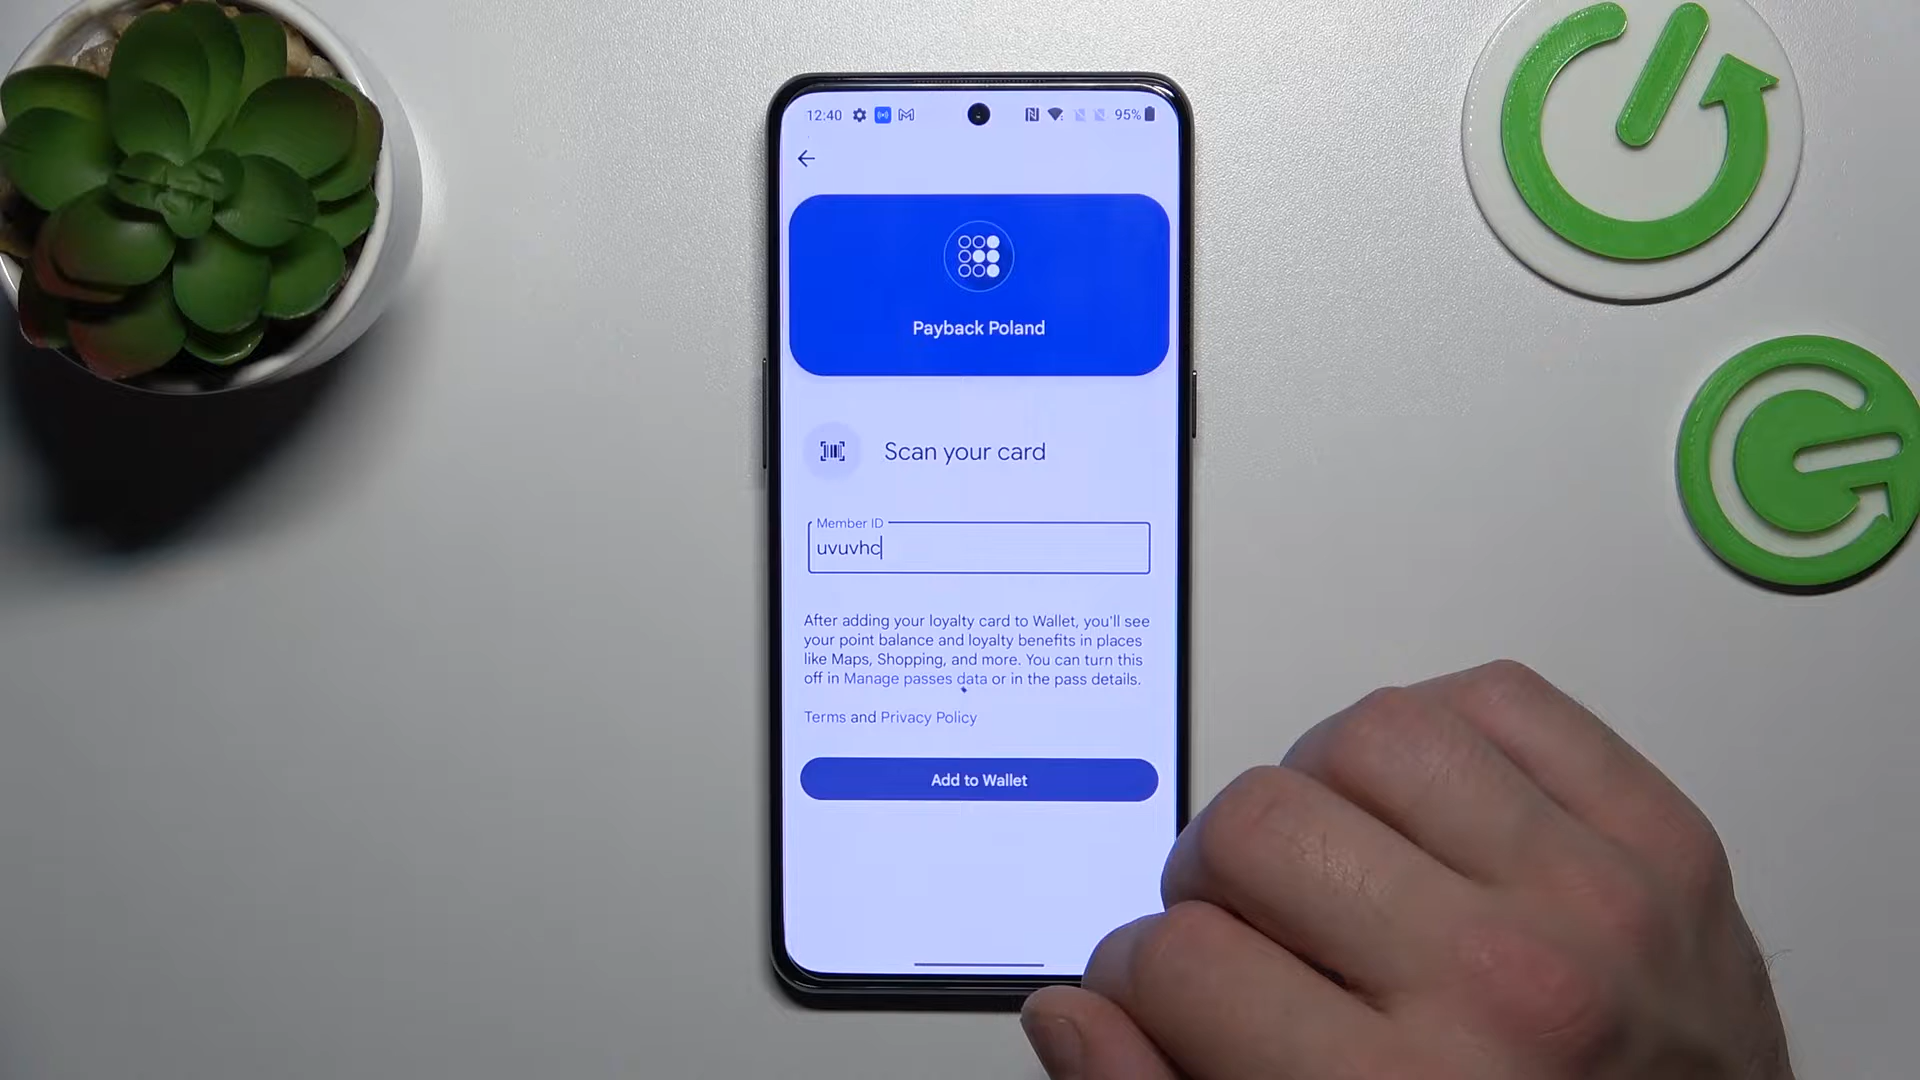 12:40
95%
Payback Poland
Scan your card
Member ID
uvuvhc
After adding your loyalty card to Wallet, you'll see
your point balance and loyalty benefits in places
like Maps, Shopping, and more. You can turn this
off in Manage passes data or in the pass details.
Terms and Privacy Policy
Add to Wallet